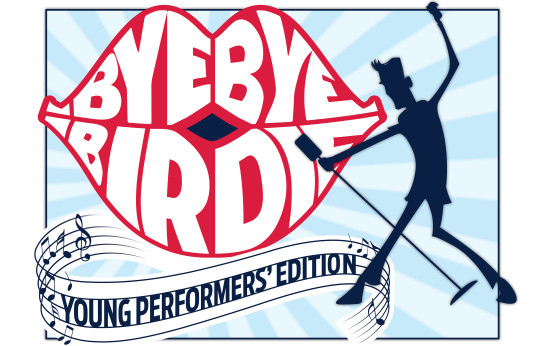 BYE BYE
BIRDIE
YOUNG PERFORMERS' EDITION